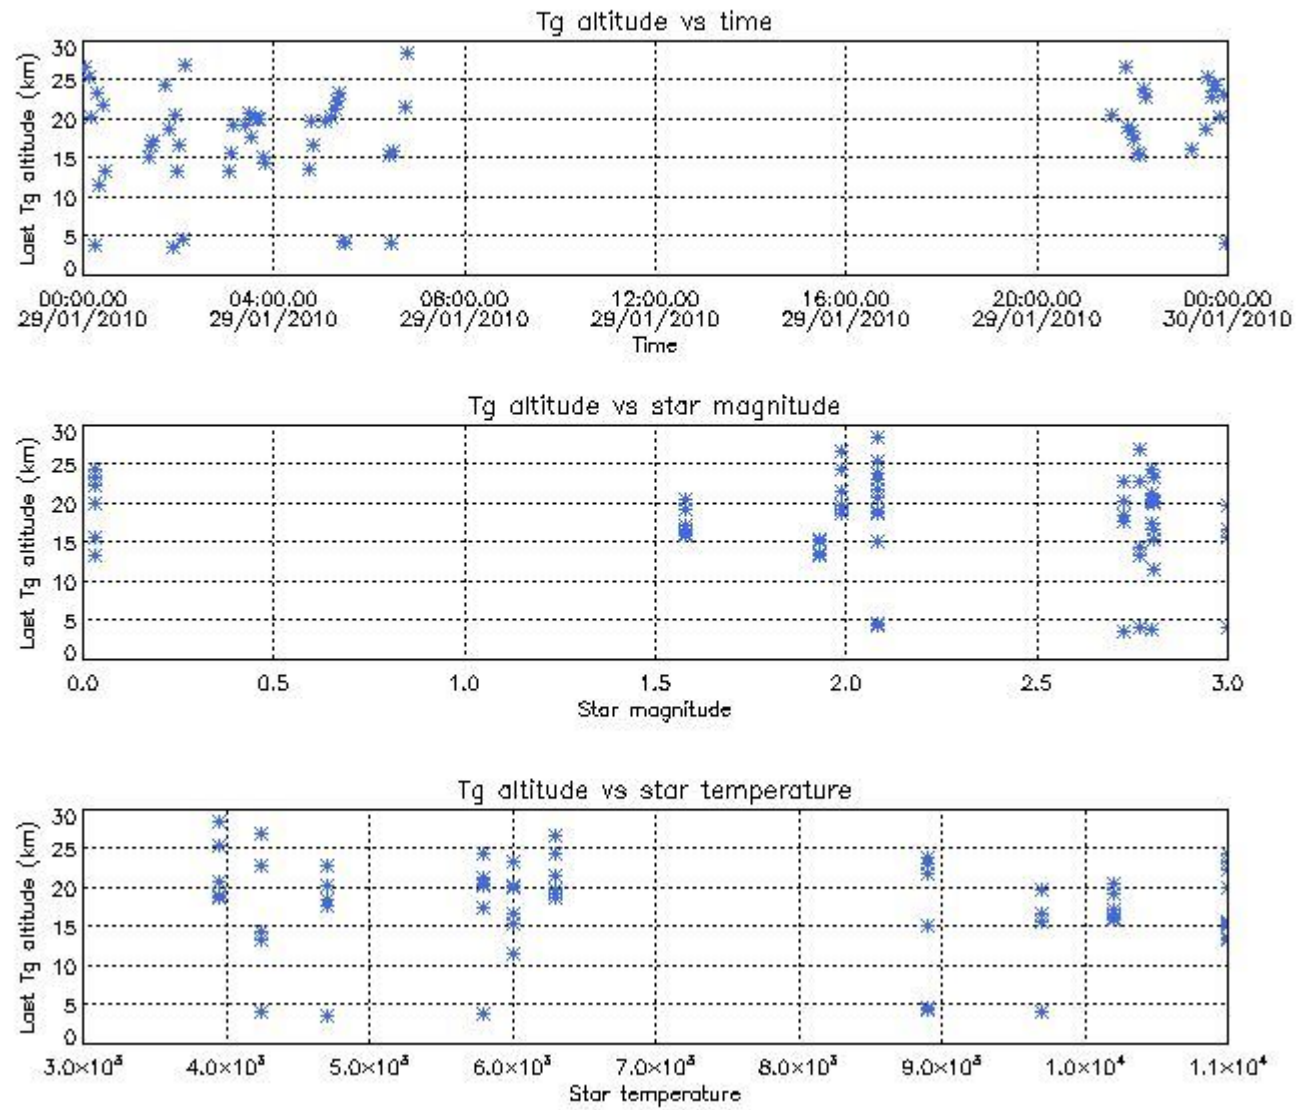 Tg altitude vs time
Last Tg altitude (km)
30
25
20
15
10
5
0
00:00.00 04:00.00 08:00.00 12:00.00 16:00.00 20:00.00 00:00.00
29/01/2010 29/01/2010 29/01/2010 29/01/2010 29/01/2010 29/01/2010 30/01/2010
Time
Tg altitude vs star magnitude
Last Tg altitude (km)
30
25
20
15
10
5
0
0.0 0.5 1.0 1.5 2.0 2.5 3.0
Star magnitude
Tg altitude vs star temperature
Last Tg altitude (km)
30
25
20
15
10
5
0
3.0×10³ 4.0×10³ 5.0×10³ 6.0×10³ 7.0×10³ 8.0×10³ 9.0×10³ 1.0×10⁴ 1.1×10⁴
Star temperature